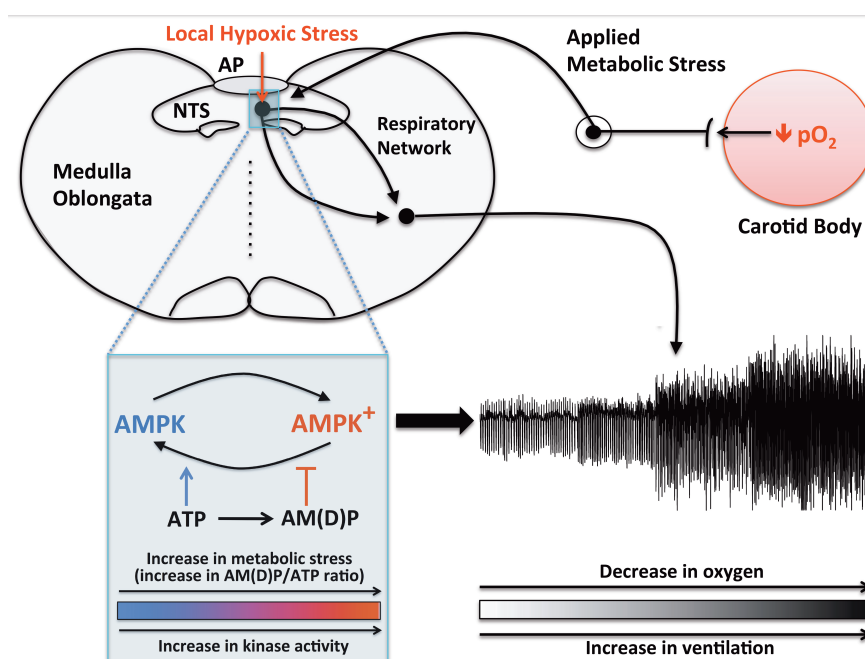 Local Hypoxic Stress
AP
NTS
Medulla
Oblongata
Respiratory
Network
Applied
Metabolic Stress
pO₂
Carotid Body
AMPK
AMPK⁺
ATP
AM(D)P
Increase in metabolic stress
(increase in AM(D)P/ATP ratio)
Increase in kinase activity
Decrease in oxygen
Increase in ventilation